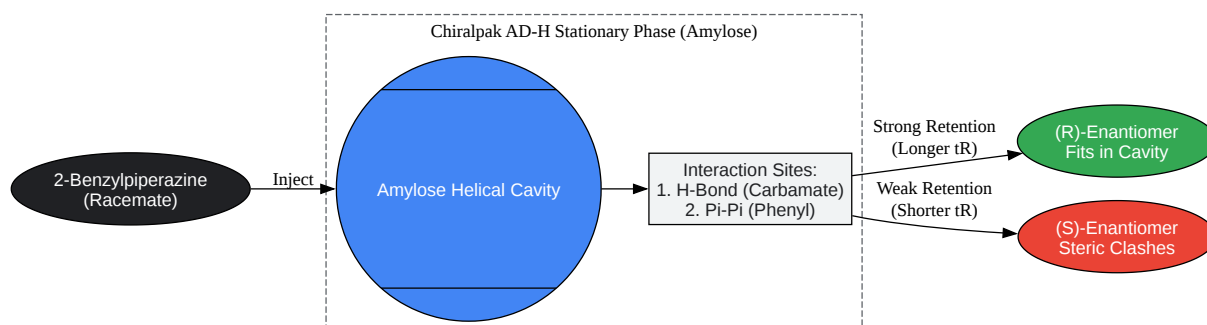 Chiralpak AD-H Stationary Phase (Amylose)
2-Benzylpiperazine
(Racemate)
Inject
Amylose Helical Cavity
Interaction Sites:
1. H-Bond (Carbamate)
2. Pi-Pi (Phenyl)
Strong Retention
(Longer tR)
(R)-Enantiomer
Fits in Cavity
Weak Retention
(Shorter tR)
(S)-Enantiomer
Steric Clashes